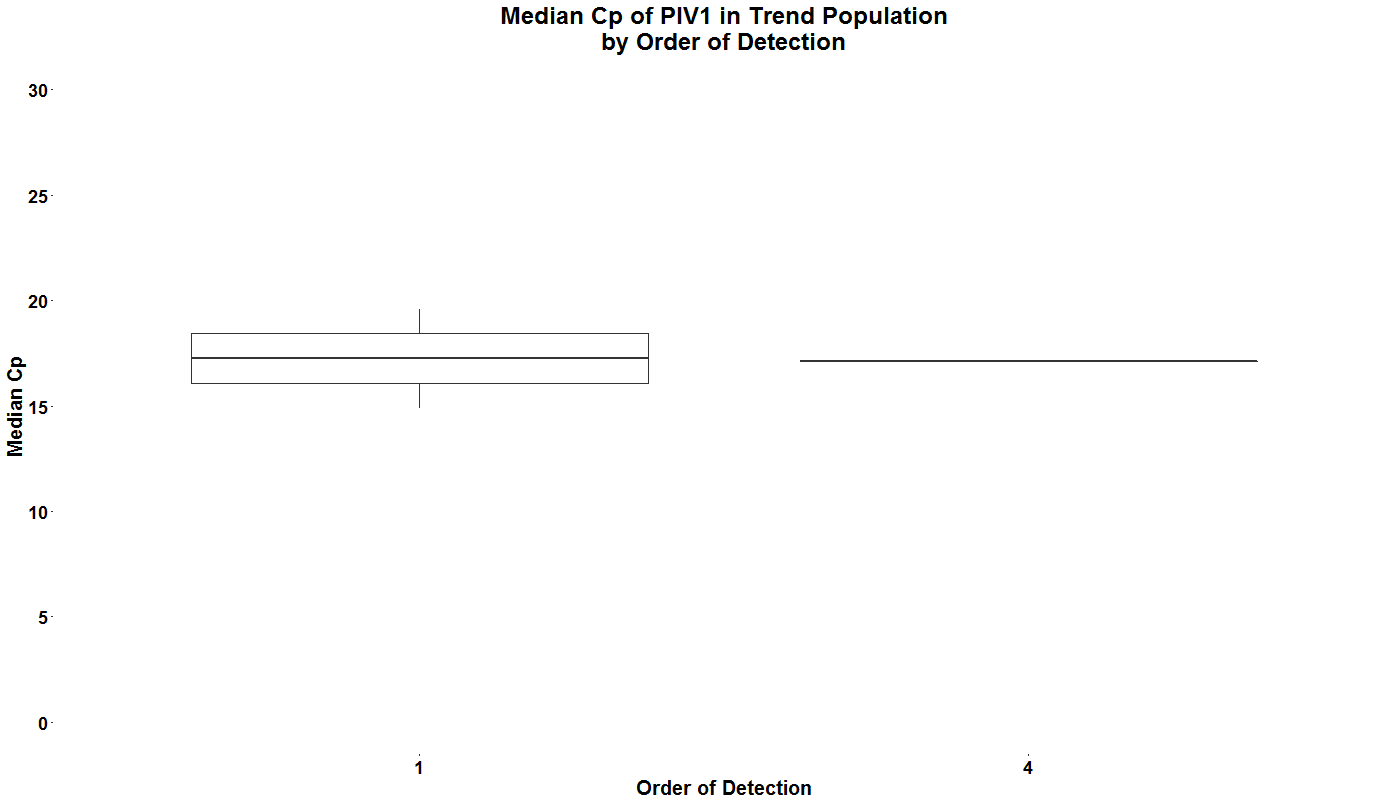 Median Cp of PIV1 in Trend Population
by Order of Detection
30
25
20
15
10
5
0
Median Cp
1
4
Order of Detection